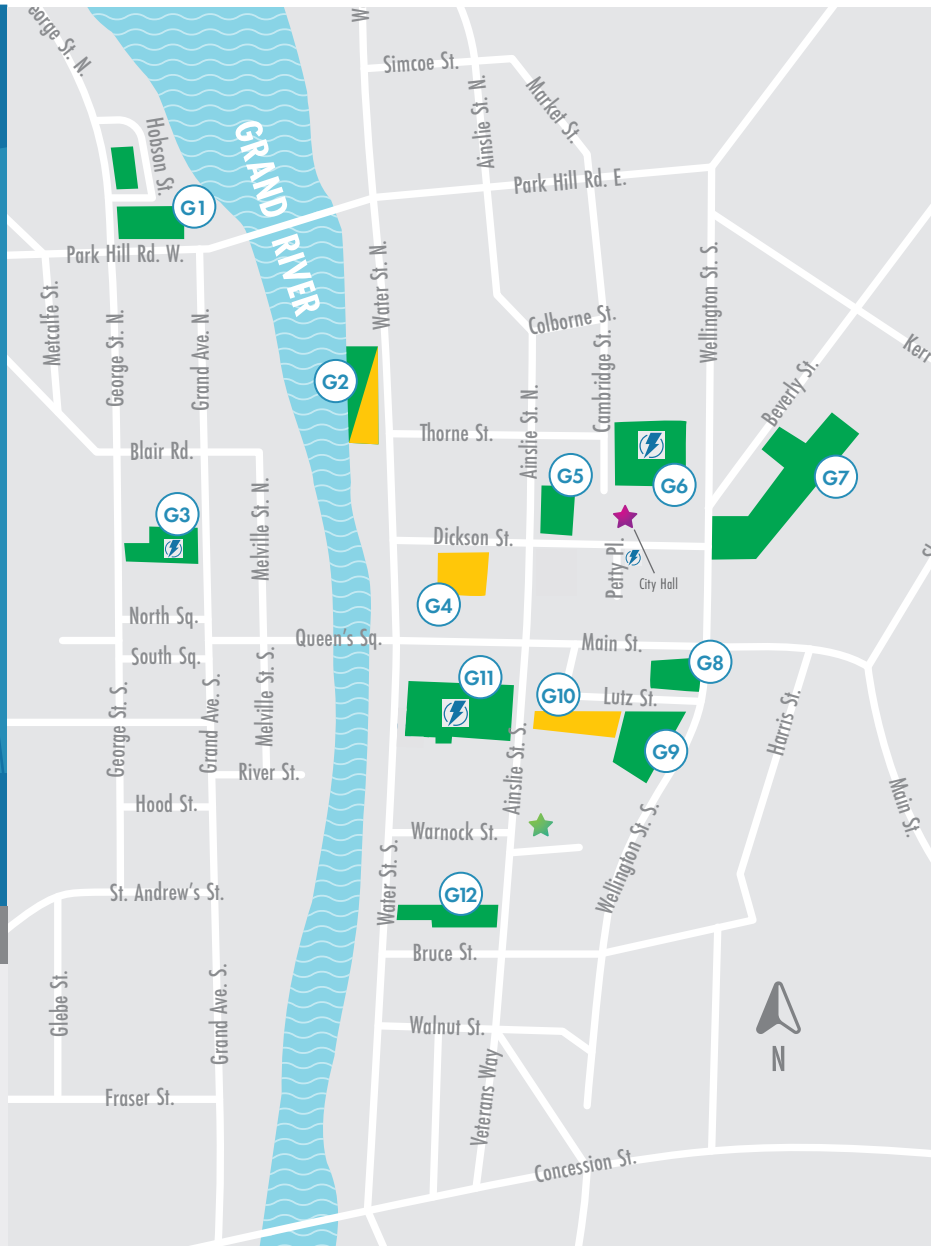 eorge St. N.
W
Simcoe St.
Ainslie St. N.
Market St.
Hobson St.
GRAND RIVER
Park Hill Rd. E.
G1
Park Hill Rd. W.
Metcalfe St.
George St. N.
Grand Ave. N.
Water St. N.
Colborne St.
Cambridge St.
Wellington St. S.
Kerr
G2
Beverly St.
Ainslie St. N.
Thorne St.
Blair Rd.
G5
G6
G7
Melville St. N.
G3
Dickson St.
Petty Pl.
City Hall
G4
North Sq.
Queen's Sq.
Main St.
South Sq.
G8
G11
G10
Lutz St.
George St. S.
Grand Ave. S.
Melville St. S.
G9
Harris St.
Ainslie St. S.
River St.
Hood St.
Main St.
Warnock St.
Wellington St. S.
Water St. S.
St. Andrew's St.
G12
Bruce St.
Glebe St.
Grand Ave. S.
Walnut St.
N
Veterans Way
Fraser St.
Concession St.